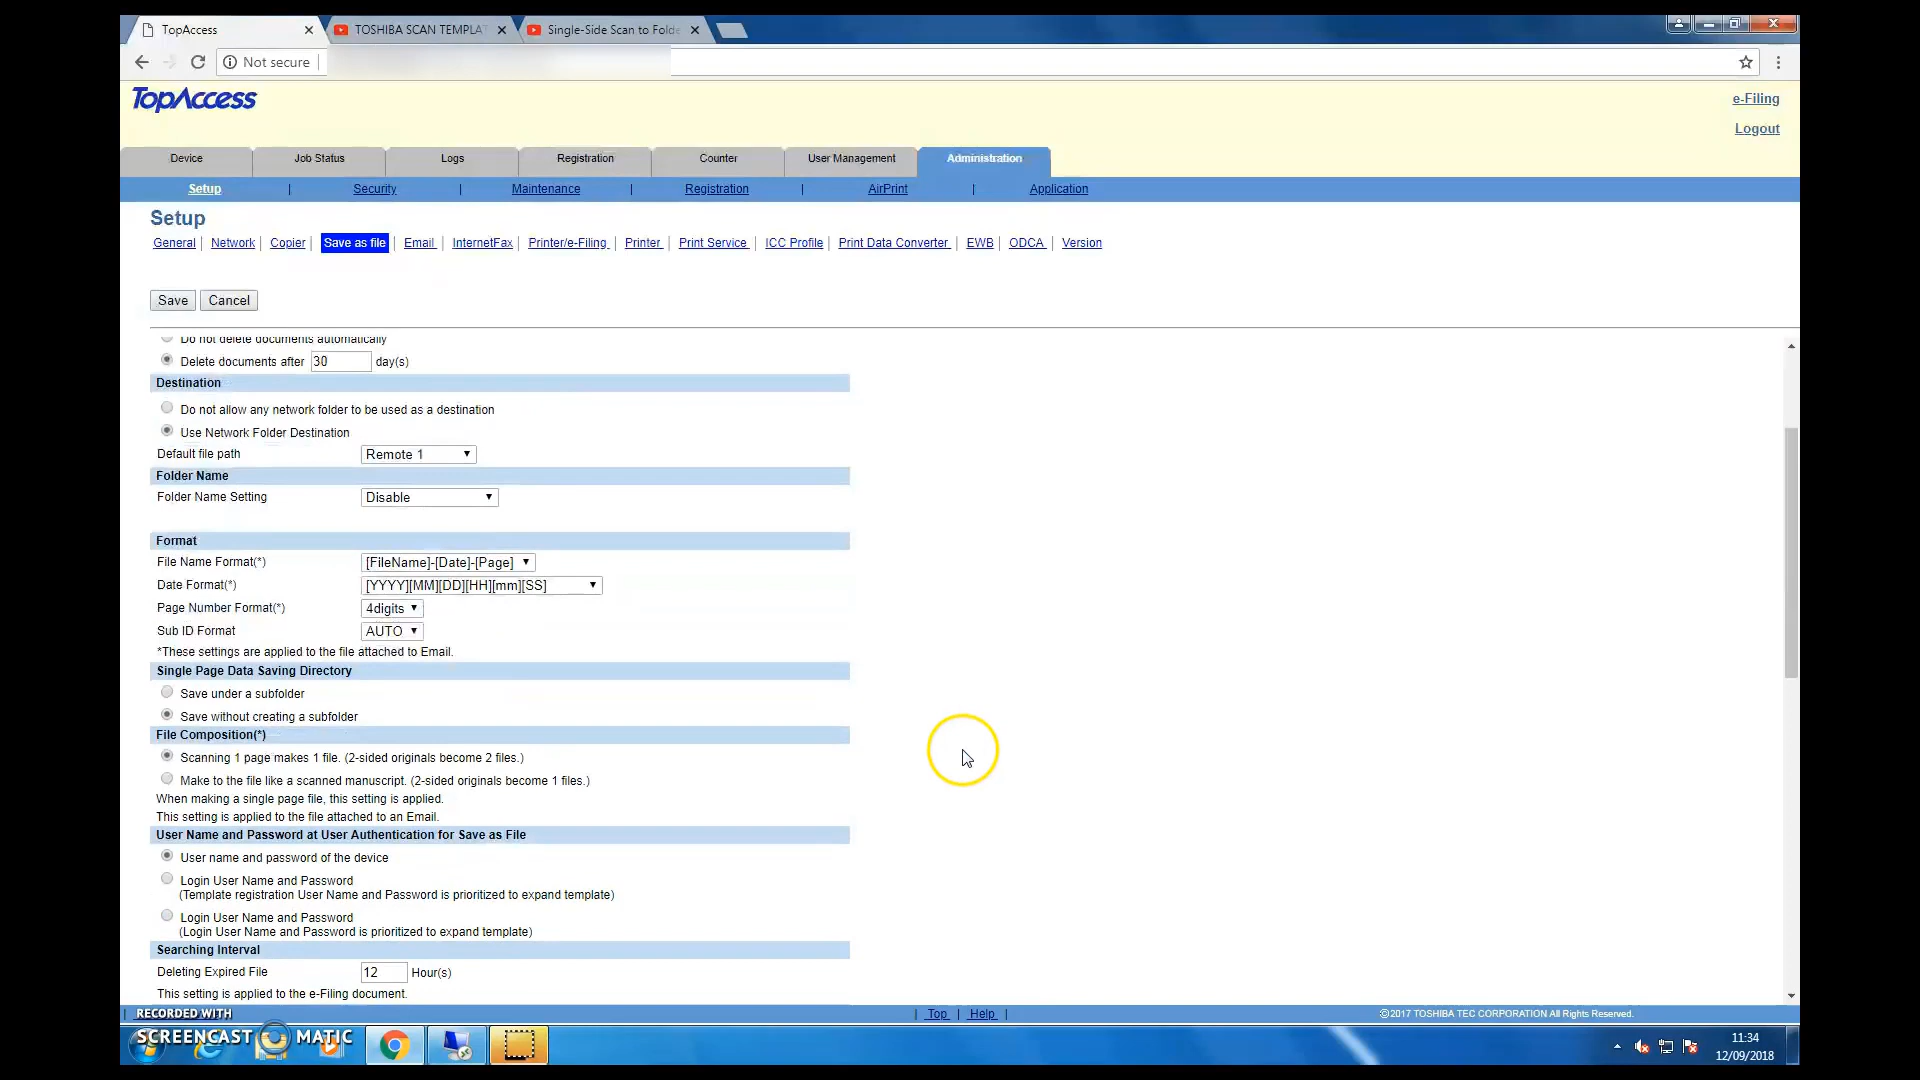 TopAccess
TOSHIBA SCAN TEMPLAT
Single-Side Scan to Folde
Not secure
TopAccess
e-Filing
Logout
Device Job Status Logs Registration Counter User Management Administration
Setup | Security | Maintenance | Registration | AirPrint | Application
Setup
General | Network | Copier | Save as file | Email | InternetFax | Printer/e-Filing | Printer | Print Service | ICC Profile | Print Data Converter | EWB | ODCA | Version
Save Cancel
Do not delete documents automatically
Delete documents after 30 day(s)
Destination
Do not allow any network folder to be used as a destination
Use Network Folder Destination
Default file path Remote 1
Folder Name
Folder Name Setting Disable
Format
File Name Format(*) [FileName]-[Date]-[Page]
Date Format(*) [YYYY][MM][DD][HH][mm][SS]
Page Number Format(*) 4digits
Sub ID Format AUTO
*These settings are applied to the file attached to Email.
Single Page Data Saving Directory
Save under a subfolder
Save without creating a subfolder
File Composition(*)
Scanning 1 page makes 1 file. (2-sided originals become 2 files.)
Make to the file like a scanned manuscript. (2-sided originals become 1 files.)
When making a single page file, this setting is applied.
This setting is applied to the file attached to an Email.
User Name and Password at User Authentication for Save as File
User name and password of the device
Login User Name and Password
(Template registration User Name and Password is prioritized to expand template)
Login User Name and Password
(Login User Name and Password is prioritized to expand template)
Searching Interval
Deleting Expired File 12 Hour(s)
This setting is applied to the e-Filing document.
| Top | Help |
©2017 TOSHIBA TEC CORPORATION All Rights Reserved.
RECORDED WITH
SCREENCAST MATIC
11:34
12/09/2018